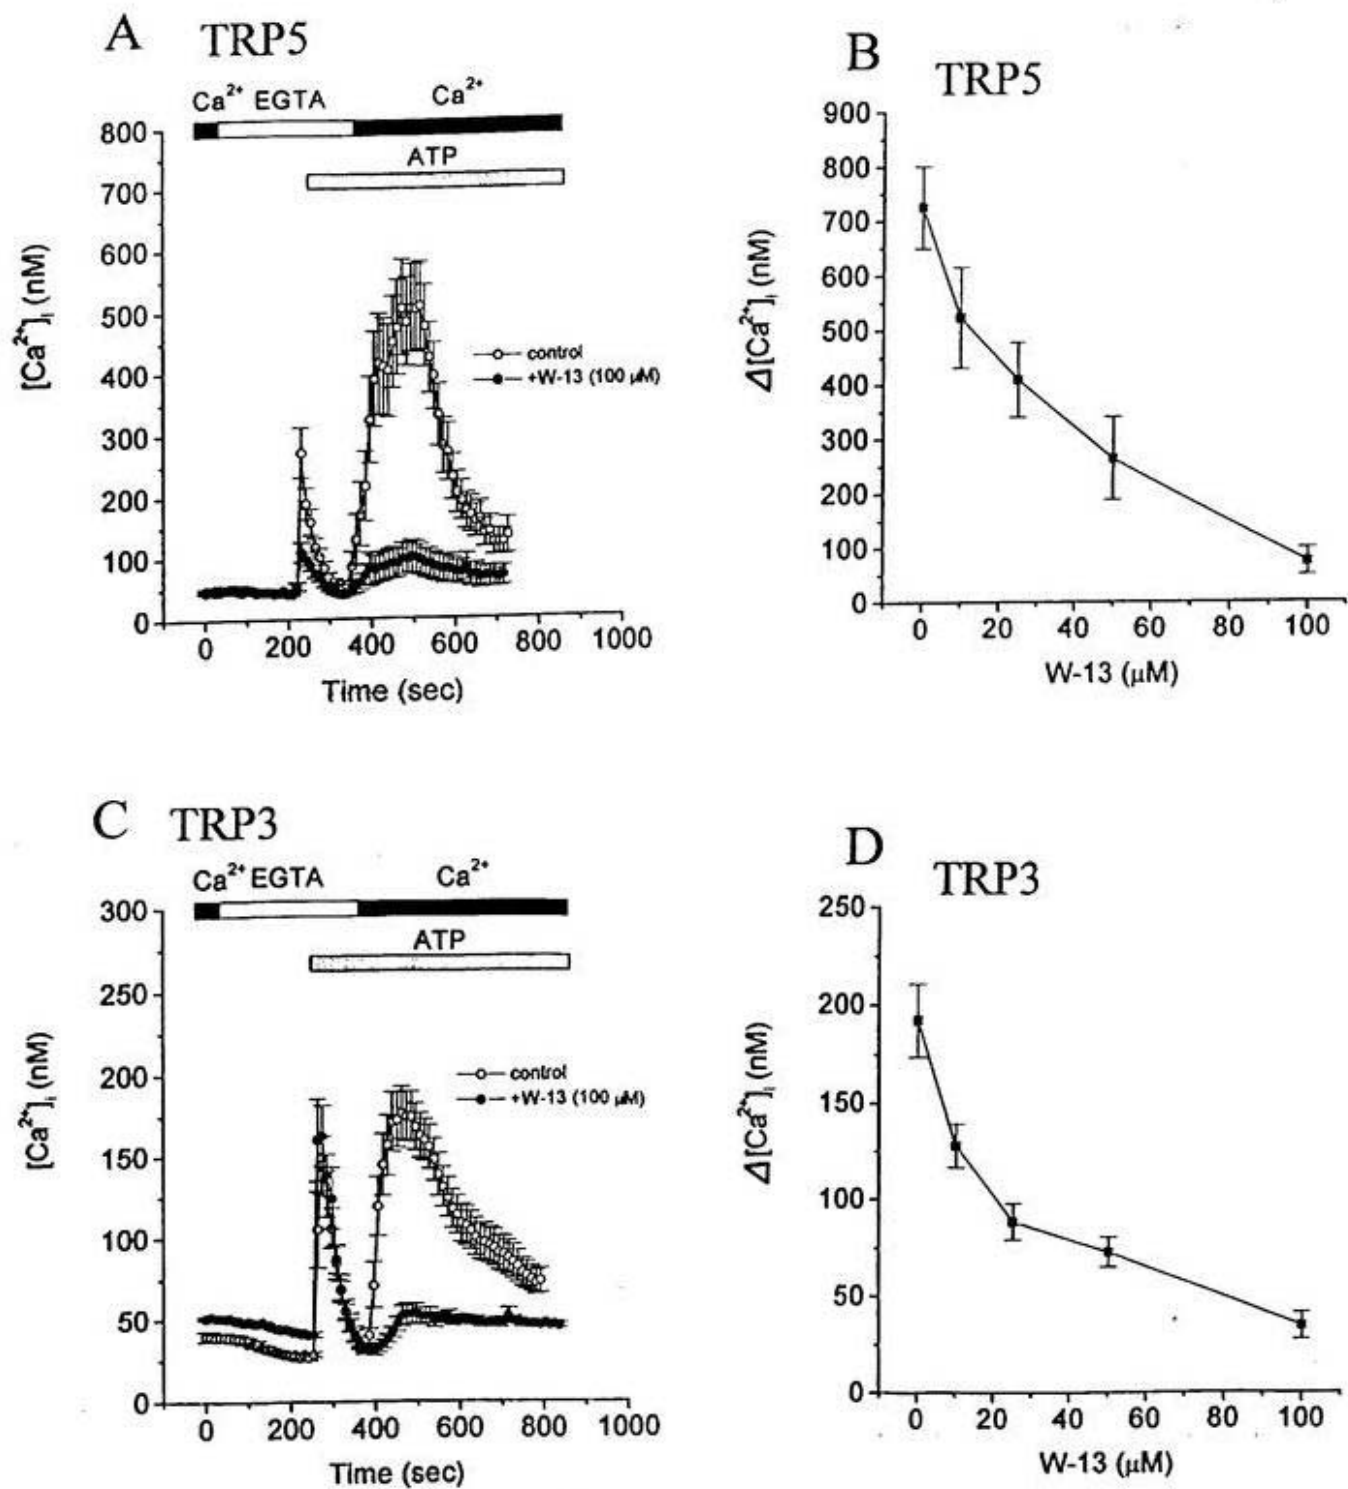 A TRP5
Ca²⁺ EGTA Ca²⁺
ATP
800
700
600
500
400
300
200
100
0
[Ca²⁺]ᵢ (nM)
control
+W-13 (100 μM)
0 200 400 600 800 1000
Time (sec)
B TRP5
900
800
700
600
500
400
300
200
100
0
Δ[Ca²⁺]ᵢ (nM)
0 20 40 60 80 100
W-13 (μM)
C TRP3
Ca²⁺ EGTA Ca²⁺
ATP
300
250
200
150
100
50
0
[Ca²⁺]ᵢ (nM)
control
+W-13 (100 μM)
0 200 400 600 800 1000
Time (sec)
D TRP3
250
200
150
100
50
0
Δ[Ca²⁺]ᵢ (nM)
0 20 40 60 80 100
W-13 (μM)